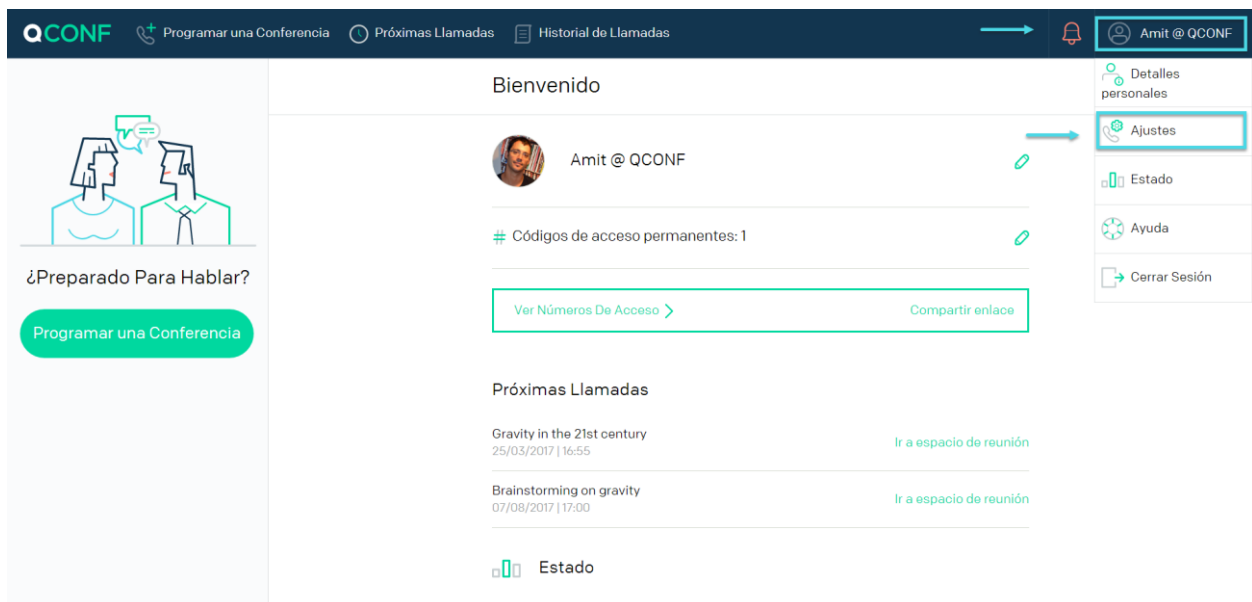 QCONF
Programar una Conferencia
Próximas Llamadas
Historial de Llamadas
Amit @ QCONF
Detalles
personales
Ajustes
Estado
Ayuda
Cerrar Sesión
¿Preparado Para Hablar?
Programar una Conferencia
Bienvenido
Amit @ QCONF
# Códigos de acceso permanentes: 1
Ver Números De Acceso >
Compartir enlace
Próximas Llamadas
Gravity in the 21st century
25/03/2017 | 16:55
Ir a espacio de reunión
Brainstorming on gravity
07/08/2017 | 17:00
Ir a espacio de reunión
Estado